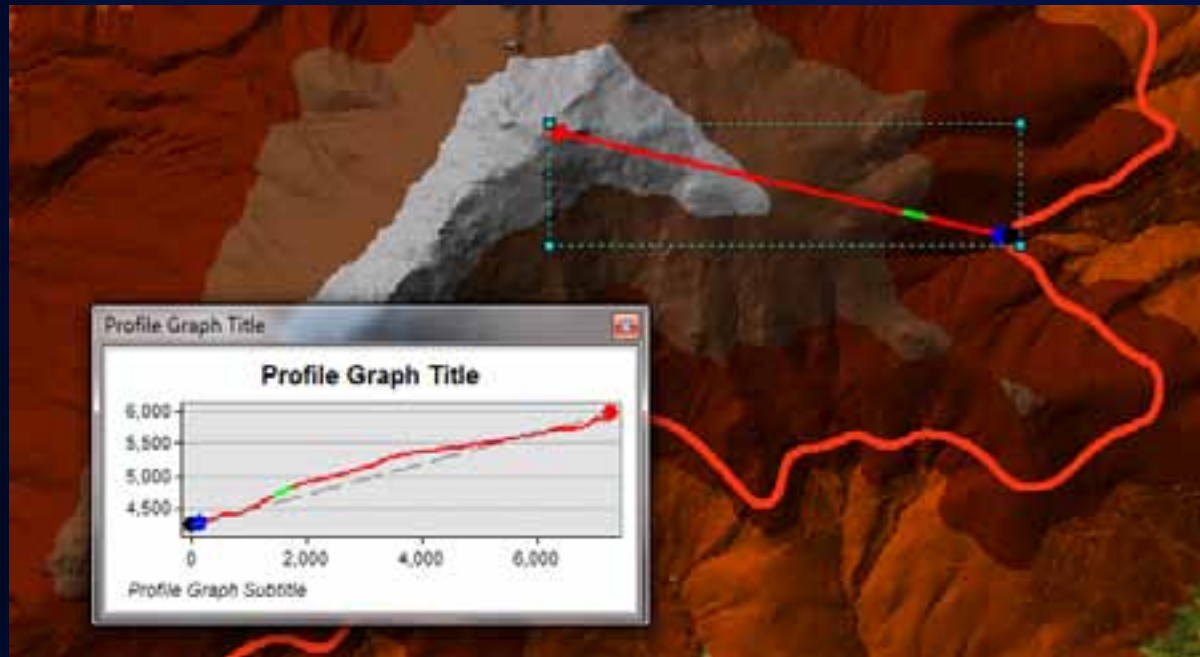 Profile Graph Title
Profile Graph Title
6,000
5,500
5,000
4,500
0 2,000 4,000 6,000
Profile Graph Subtitle